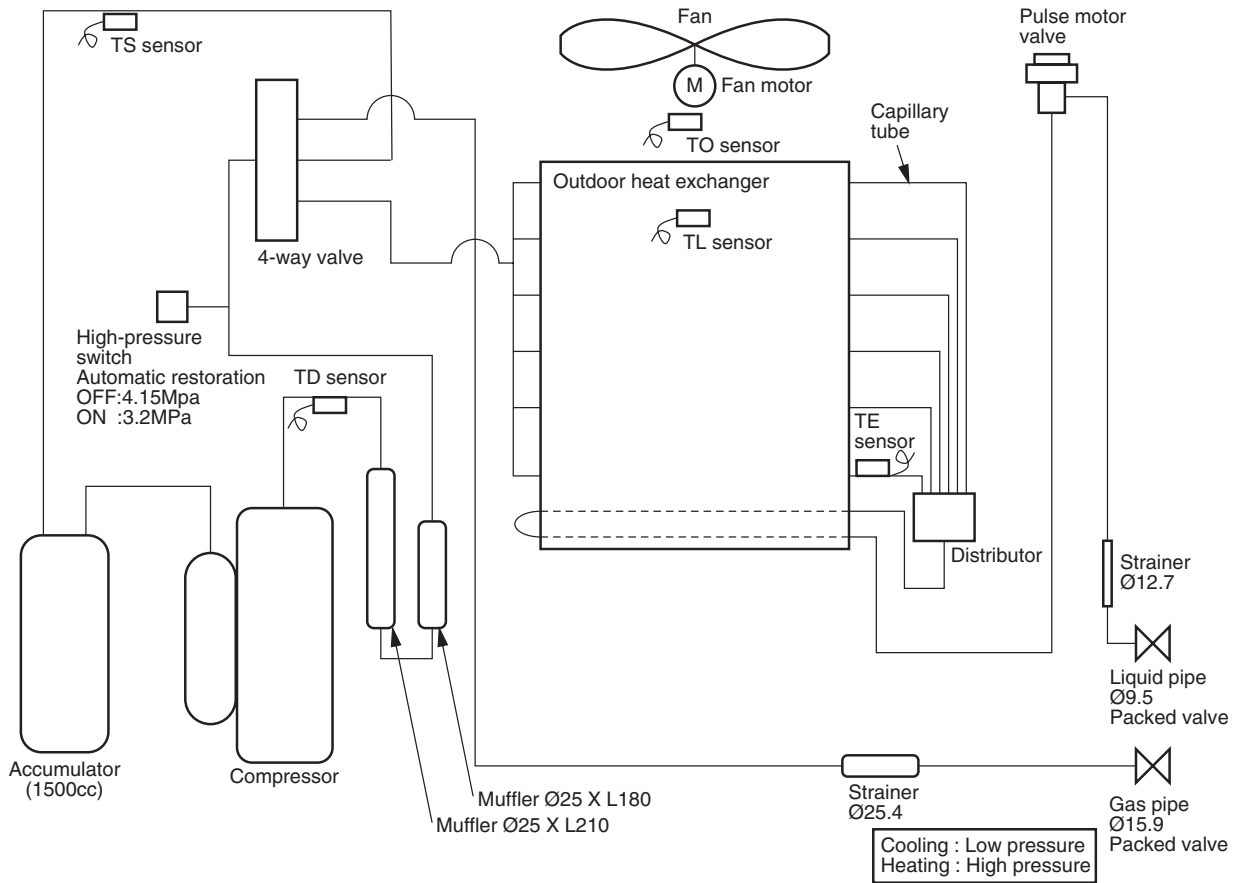 TS sensor
Fan
M
Fan motor
Pulse motor
valve
TO sensor
Capillary
tube
Outdoor heat exchanger
TL sensor
4-way valve
High-pressure
switch
Automatic restoration
OFF:4.15Mpa
ON  :3.2MPa
TD sensor
TE
sensor
Distributor
Strainer
Ø12.7
Liquid pipe
Ø9.5
Packed valve
Accumulator
(1500cc)
Compressor
Muffler Ø25 X L180
Muffler Ø25 X L210
Strainer
Ø25.4
Gas pipe
Ø15.9
Packed valve
Cooling : Low pressure
Heating : High pressure